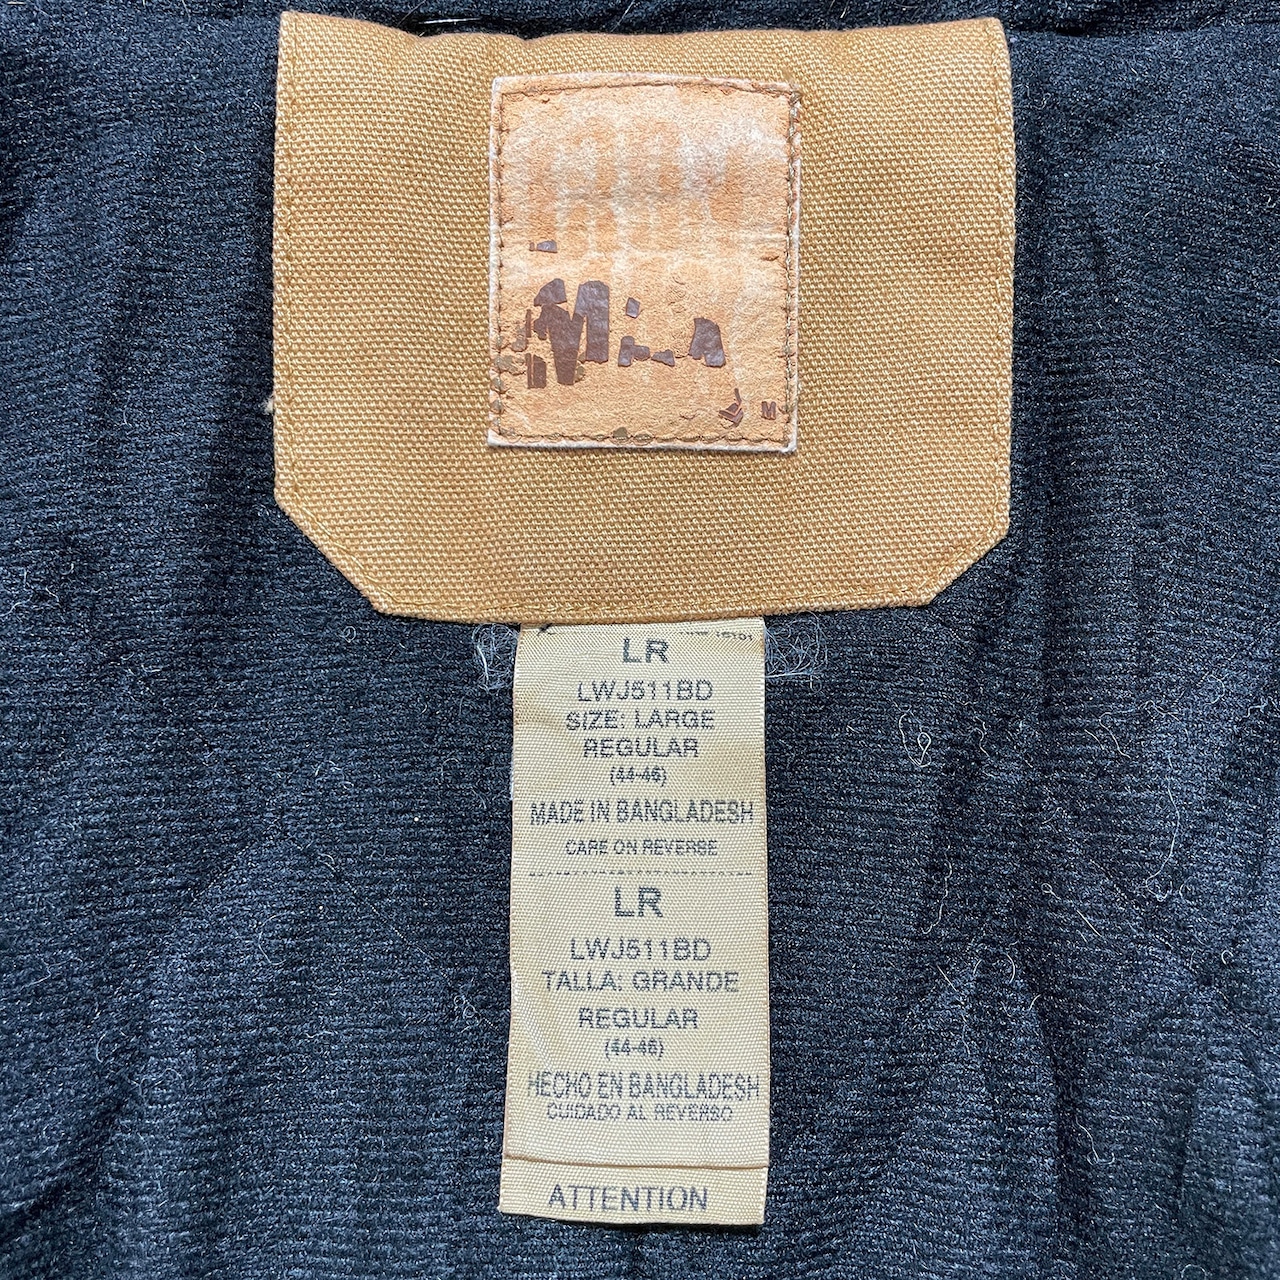 M
15101
LR
LWJ511BD
SIZE: LARGE
REGULAR
(44-46)
MADE IN BANGLADESH
CARE ON REVERSE
LR
LWJ511BD
TALLA: GRANDE
REGULAR
(44-46)
HECHO EN BANGLADESH
CUIDADO AL REVERSO
ATTENTION